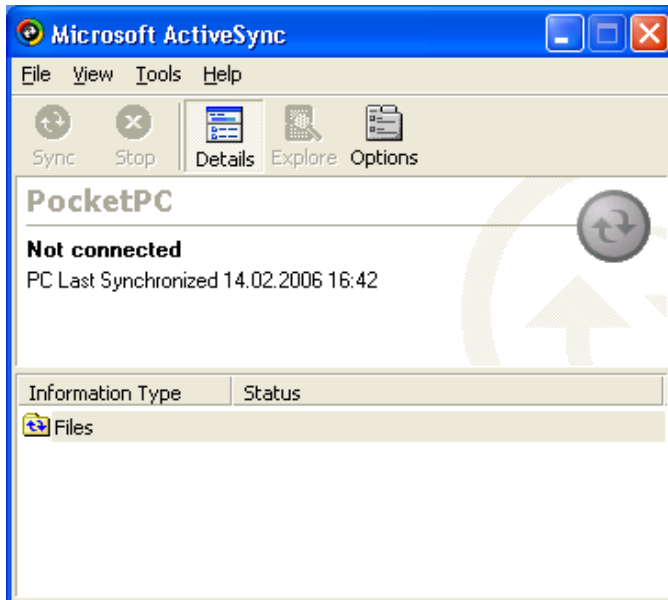 Microsoft ActiveSync
File View Tools Help
Sync Stop Details Explore Options
PocketPC
Not connected
PC Last Synchronized 14.02.2006 16:42
Information Type Status
Files